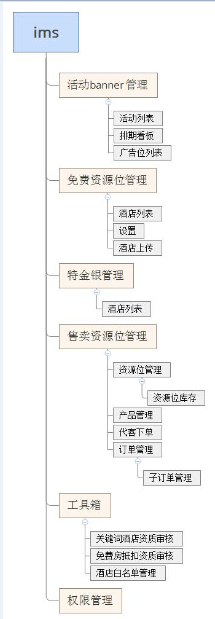 ims
活动banner管理
活动列表
排期看板
广告位列表
免费资源位管理
酒店列表
设置
酒店上传
特金银管理
酒店列表
售卖资源位管理
资源位管理
资源位库存
产品管理
代客下单
订单管理
子订单管理
工具箱
关键词酒店资质审核
免费房抵扣资质审核
酒店白名单管理
权限管理